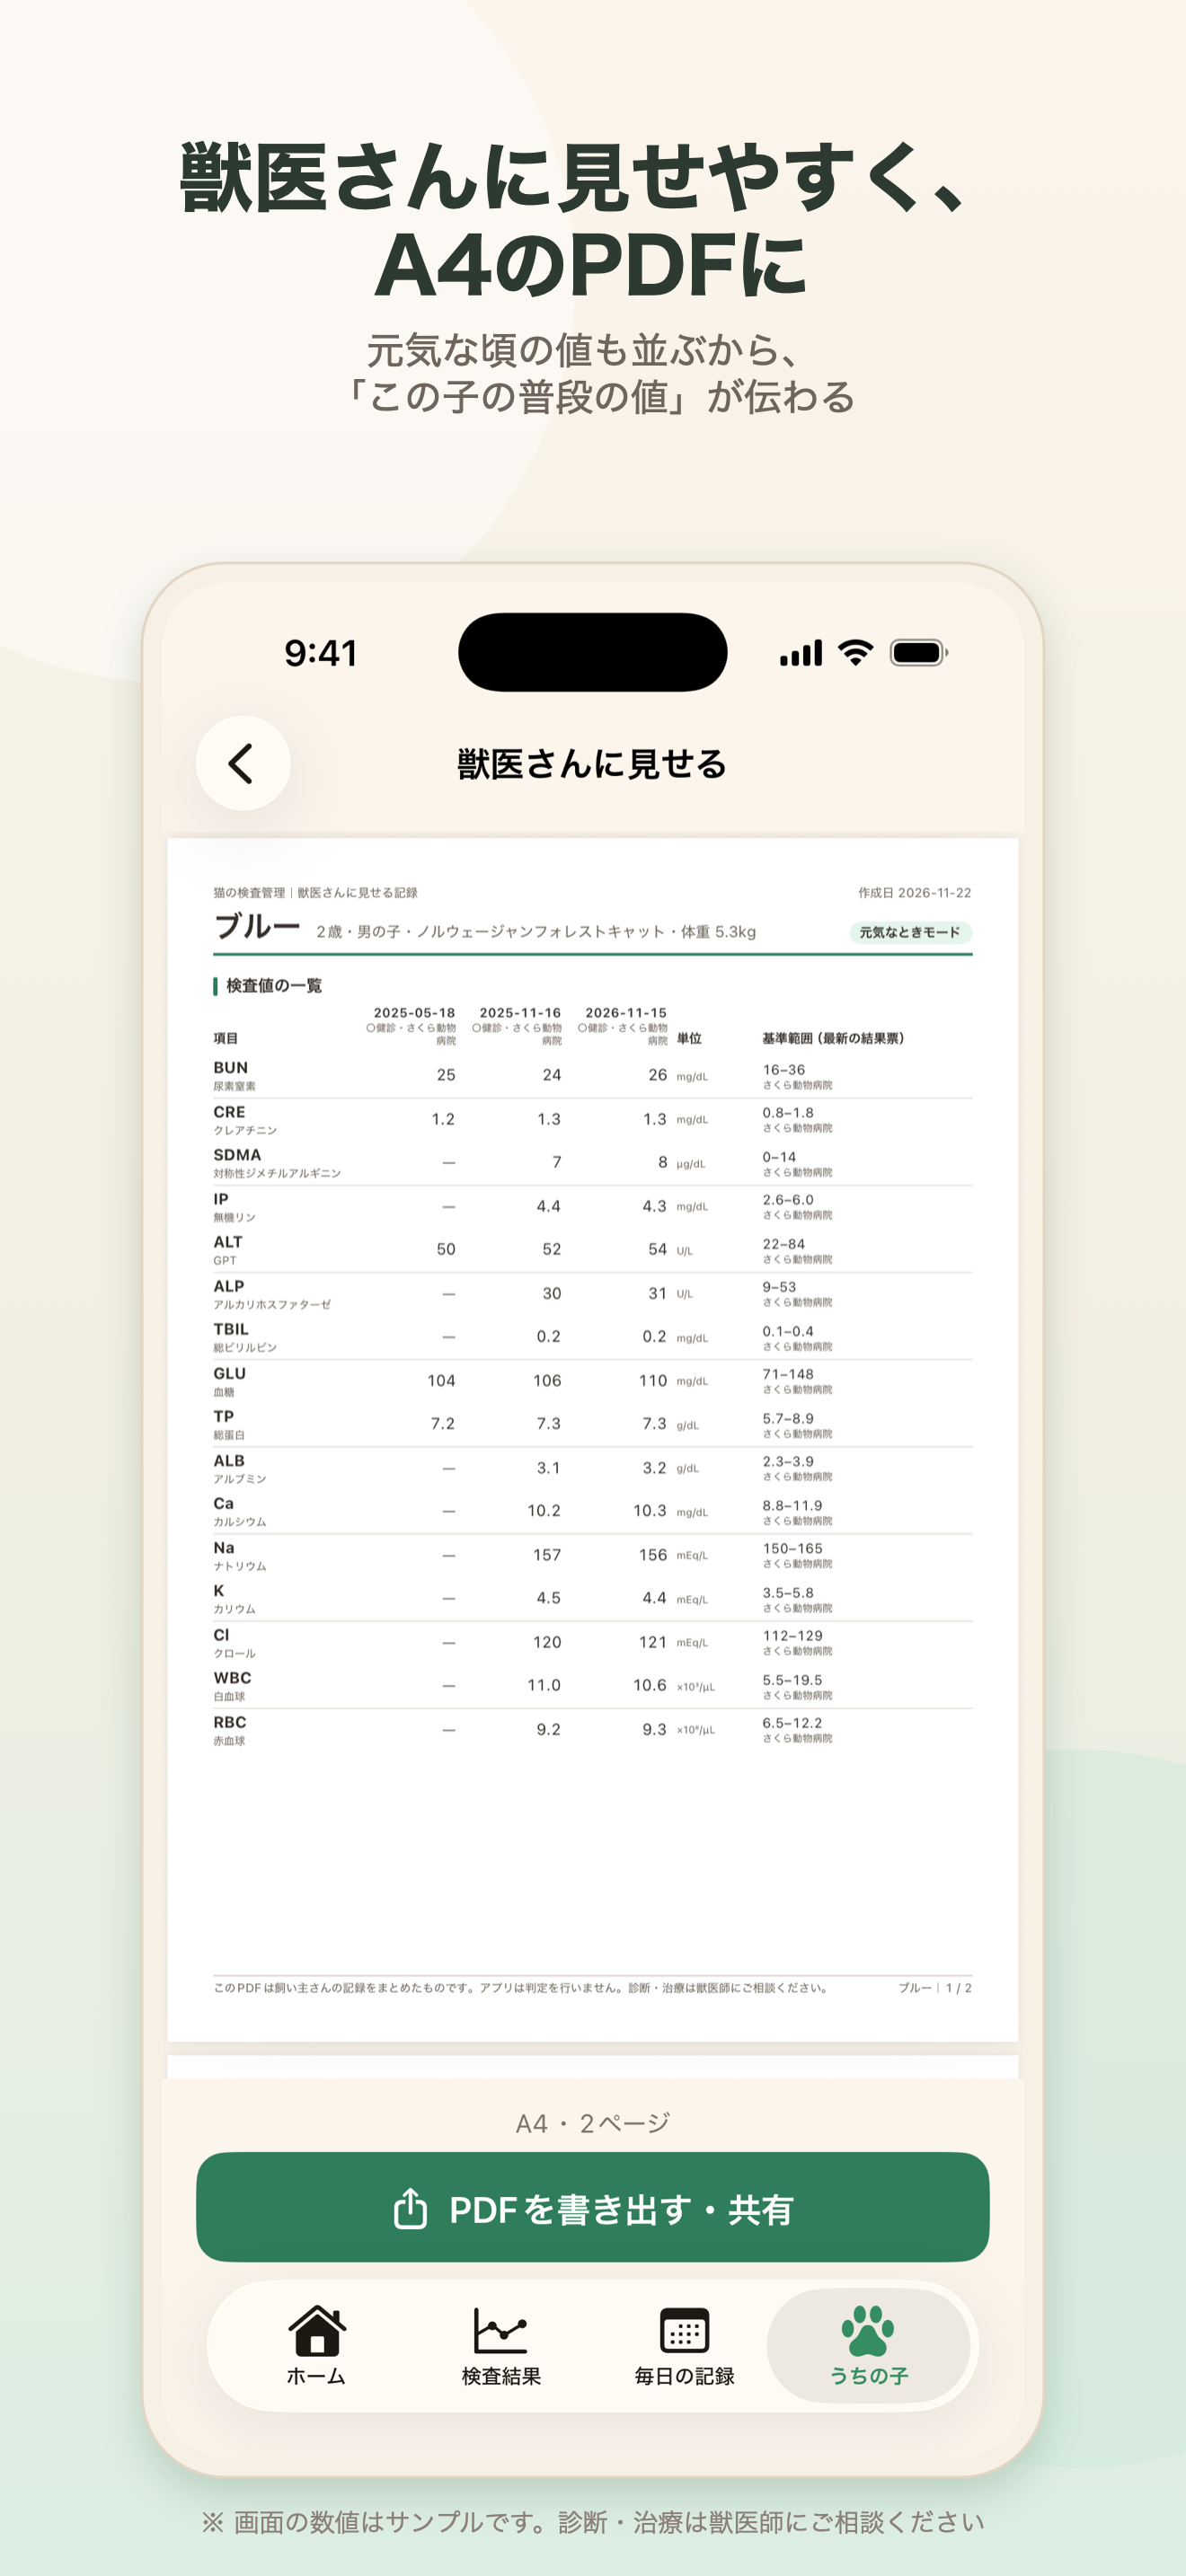 獣医さんに見せやすく、
A4のPDFに
元気な頃の値も並ぶから、
「この子の普段の値」が伝わる
9:41
獣医さんに見せる
猫の検査管理｜獣医さんに見せる記録 作成日 2026-11-22
ブルー 2歳・男の子・ノルウェージャンフォレストキャット・体重 5.3kg 元気なときモード
検査値の一覧
2025-05-18 2025-11-16 2026-11-15
〇健診・さくら動物 〇健診・さくら動物 〇健診・さくら動物
項目 病院 病院 病院 単位 基準範囲（最新の結果票）
BUN 25 24 26 mg/dL 16–36
尿素窒素 さくら動物病院
CRE 1.2 1.3 1.3 mg/dL 0.8–1.8
クレアチニン さくら動物病院
SDMA — 7 8 µg/dL 0–14
対称性ジメチルアルギニン さくら動物病院
IP — 4.4 4.3 mg/dL 2.6–6.0
無機リン さくら動物病院
ALT 50 52 54 U/L 22–84
GPT さくら動物病院
ALP — 30 31 U/L 9–53
アルカリホスファターゼ さくら動物病院
TBIL — 0.2 0.2 mg/dL 0.1–0.4
総ビリルビン さくら動物病院
GLU 104 106 110 mg/dL 71–148
血糖 さくら動物病院
TP 7.2 7.3 7.3 g/dL 5.7–8.9
総蛋白 さくら動物病院
ALB — 3.1 3.2 g/dL 2.3–3.9
アルブミン さくら動物病院
Ca — 10.2 10.3 mg/dL 8.8–11.9
カルシウム さくら動物病院
Na — 157 156 mEq/L 150–165
ナトリウム さくら動物病院
K — 4.5 4.4 mEq/L 3.5–5.8
カリウム さくら動物病院
Cl — 120 121 mEq/L 112–129
クロール さくら動物病院
WBC — 11.0 10.6 ×10³/µL 5.5–19.5
白血球 さくら動物病院
RBC — 9.2 9.3 ×10⁶/µL 6.5–12.2
赤血球 さくら動物病院
このPDFは飼い主さんの記録をまとめたものです。アプリは判定を行いません。診断・治療は獣医師にご相談ください。 ブルー｜1 / 2
A4・2ページ
PDFを書き出す・共有
ホーム 検査結果 毎日の記録 うちの子
※ 画面の数値はサンプルです。診断・治療は獣医師にご相談ください